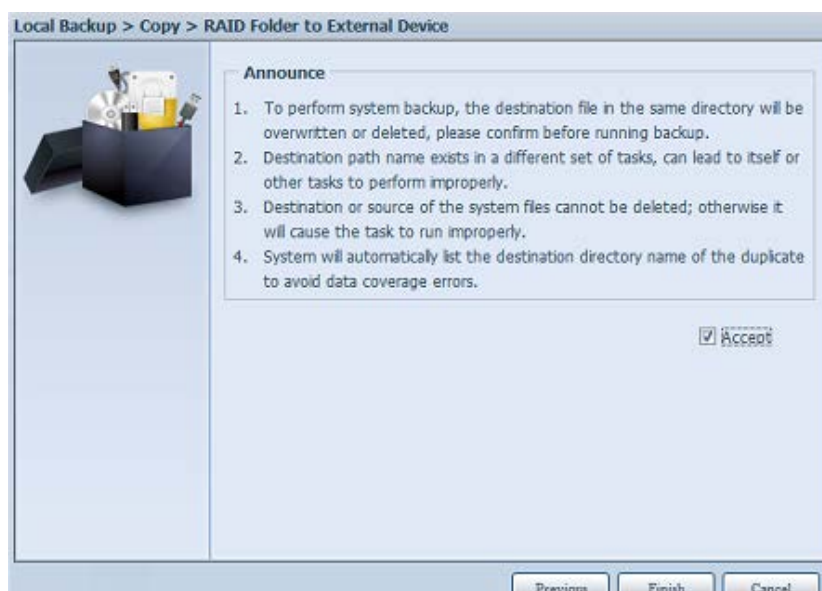 Local Backup > Copy > RAID Folder to External Device
Announce
1. To perform system backup, the destination file in the same directory will be
overwritten or deleted, please confirm before running backup.
2. Destination path name exists in a different set of tasks, can lead to itself or
other tasks to perform improperly.
3. Destination or source of the system files cannot be deleted; otherwise it
will cause the task to run improperly.
4. System will automatically list the destination directory name of the duplicate
to avoid data coverage errors.
Accept
Previous Finish Cancel